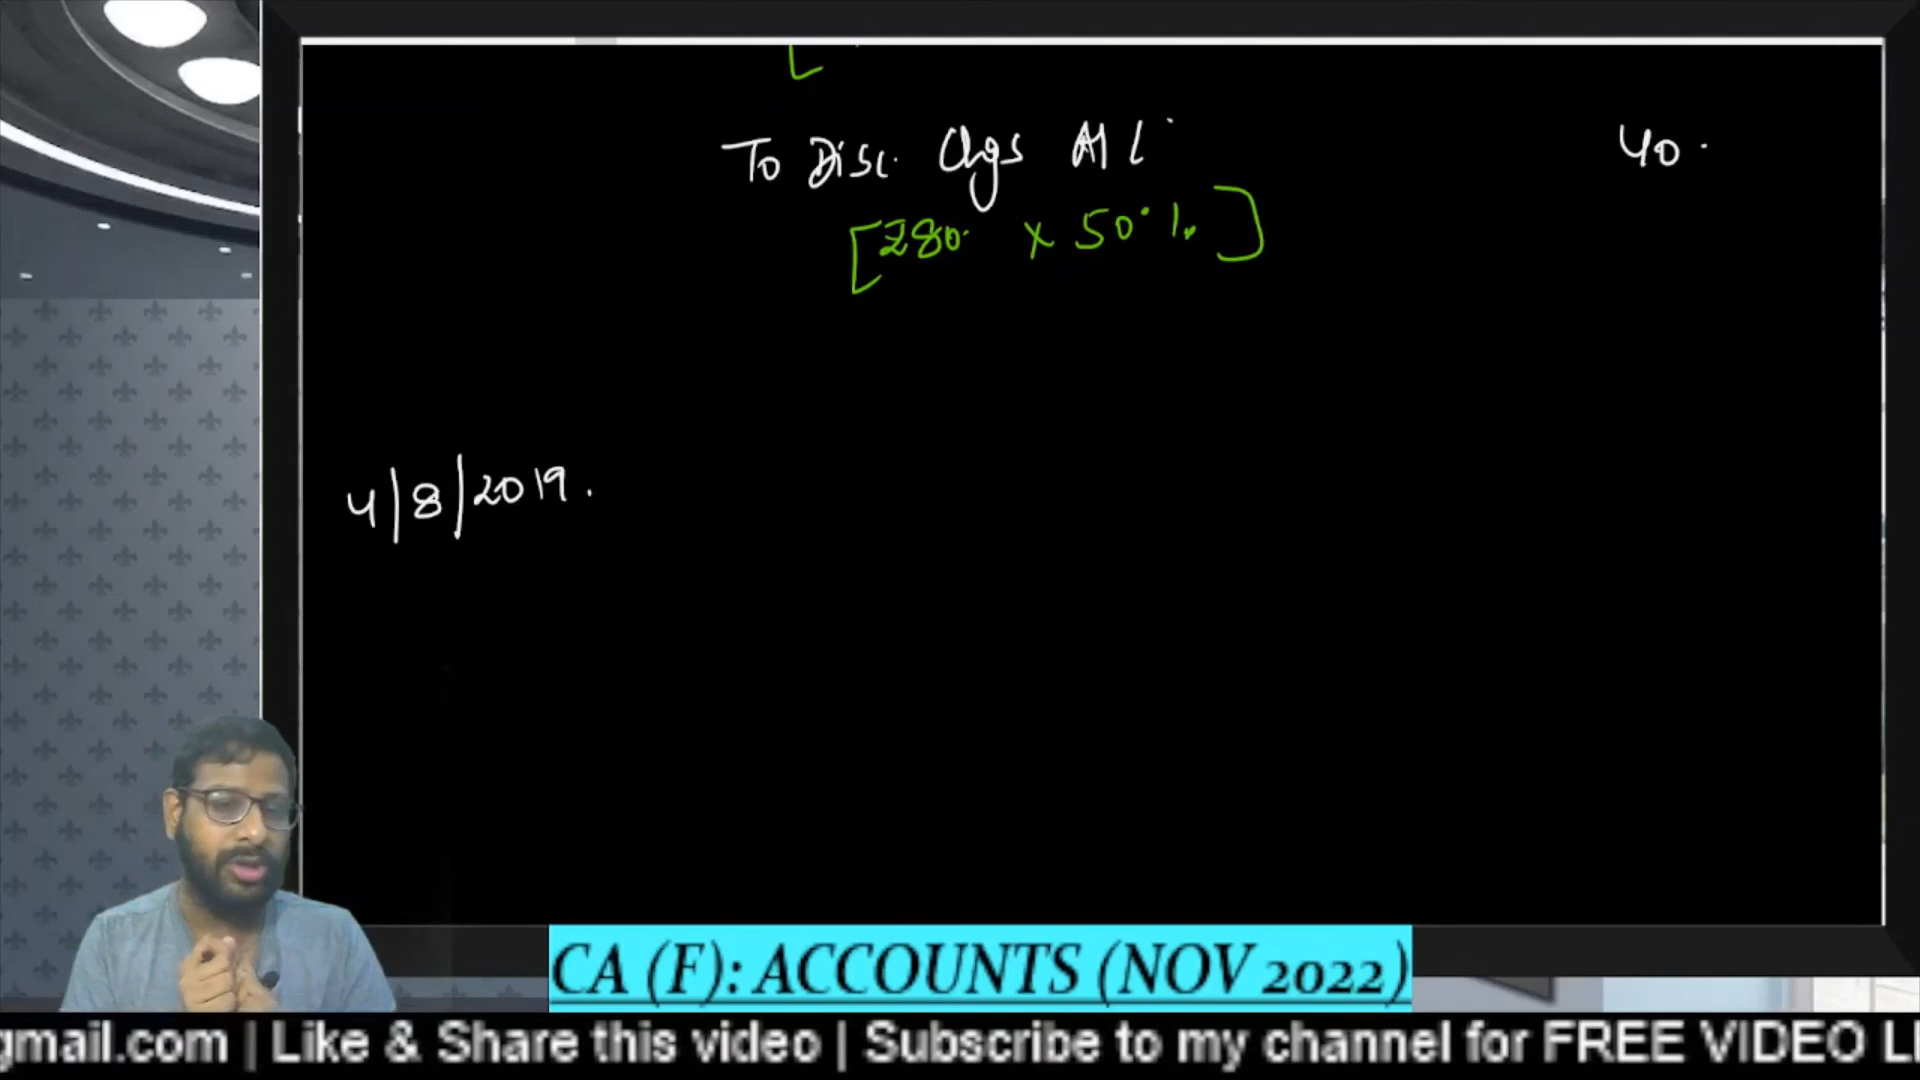 To Disc. Chgs A/c 40.
[₹80. x 50%]
4/8/2019.
CA (F): ACCOUNTS (NOV 2022)
gmail.com | Like & Share this video | Subscribe to my channel for FREE VIDEO